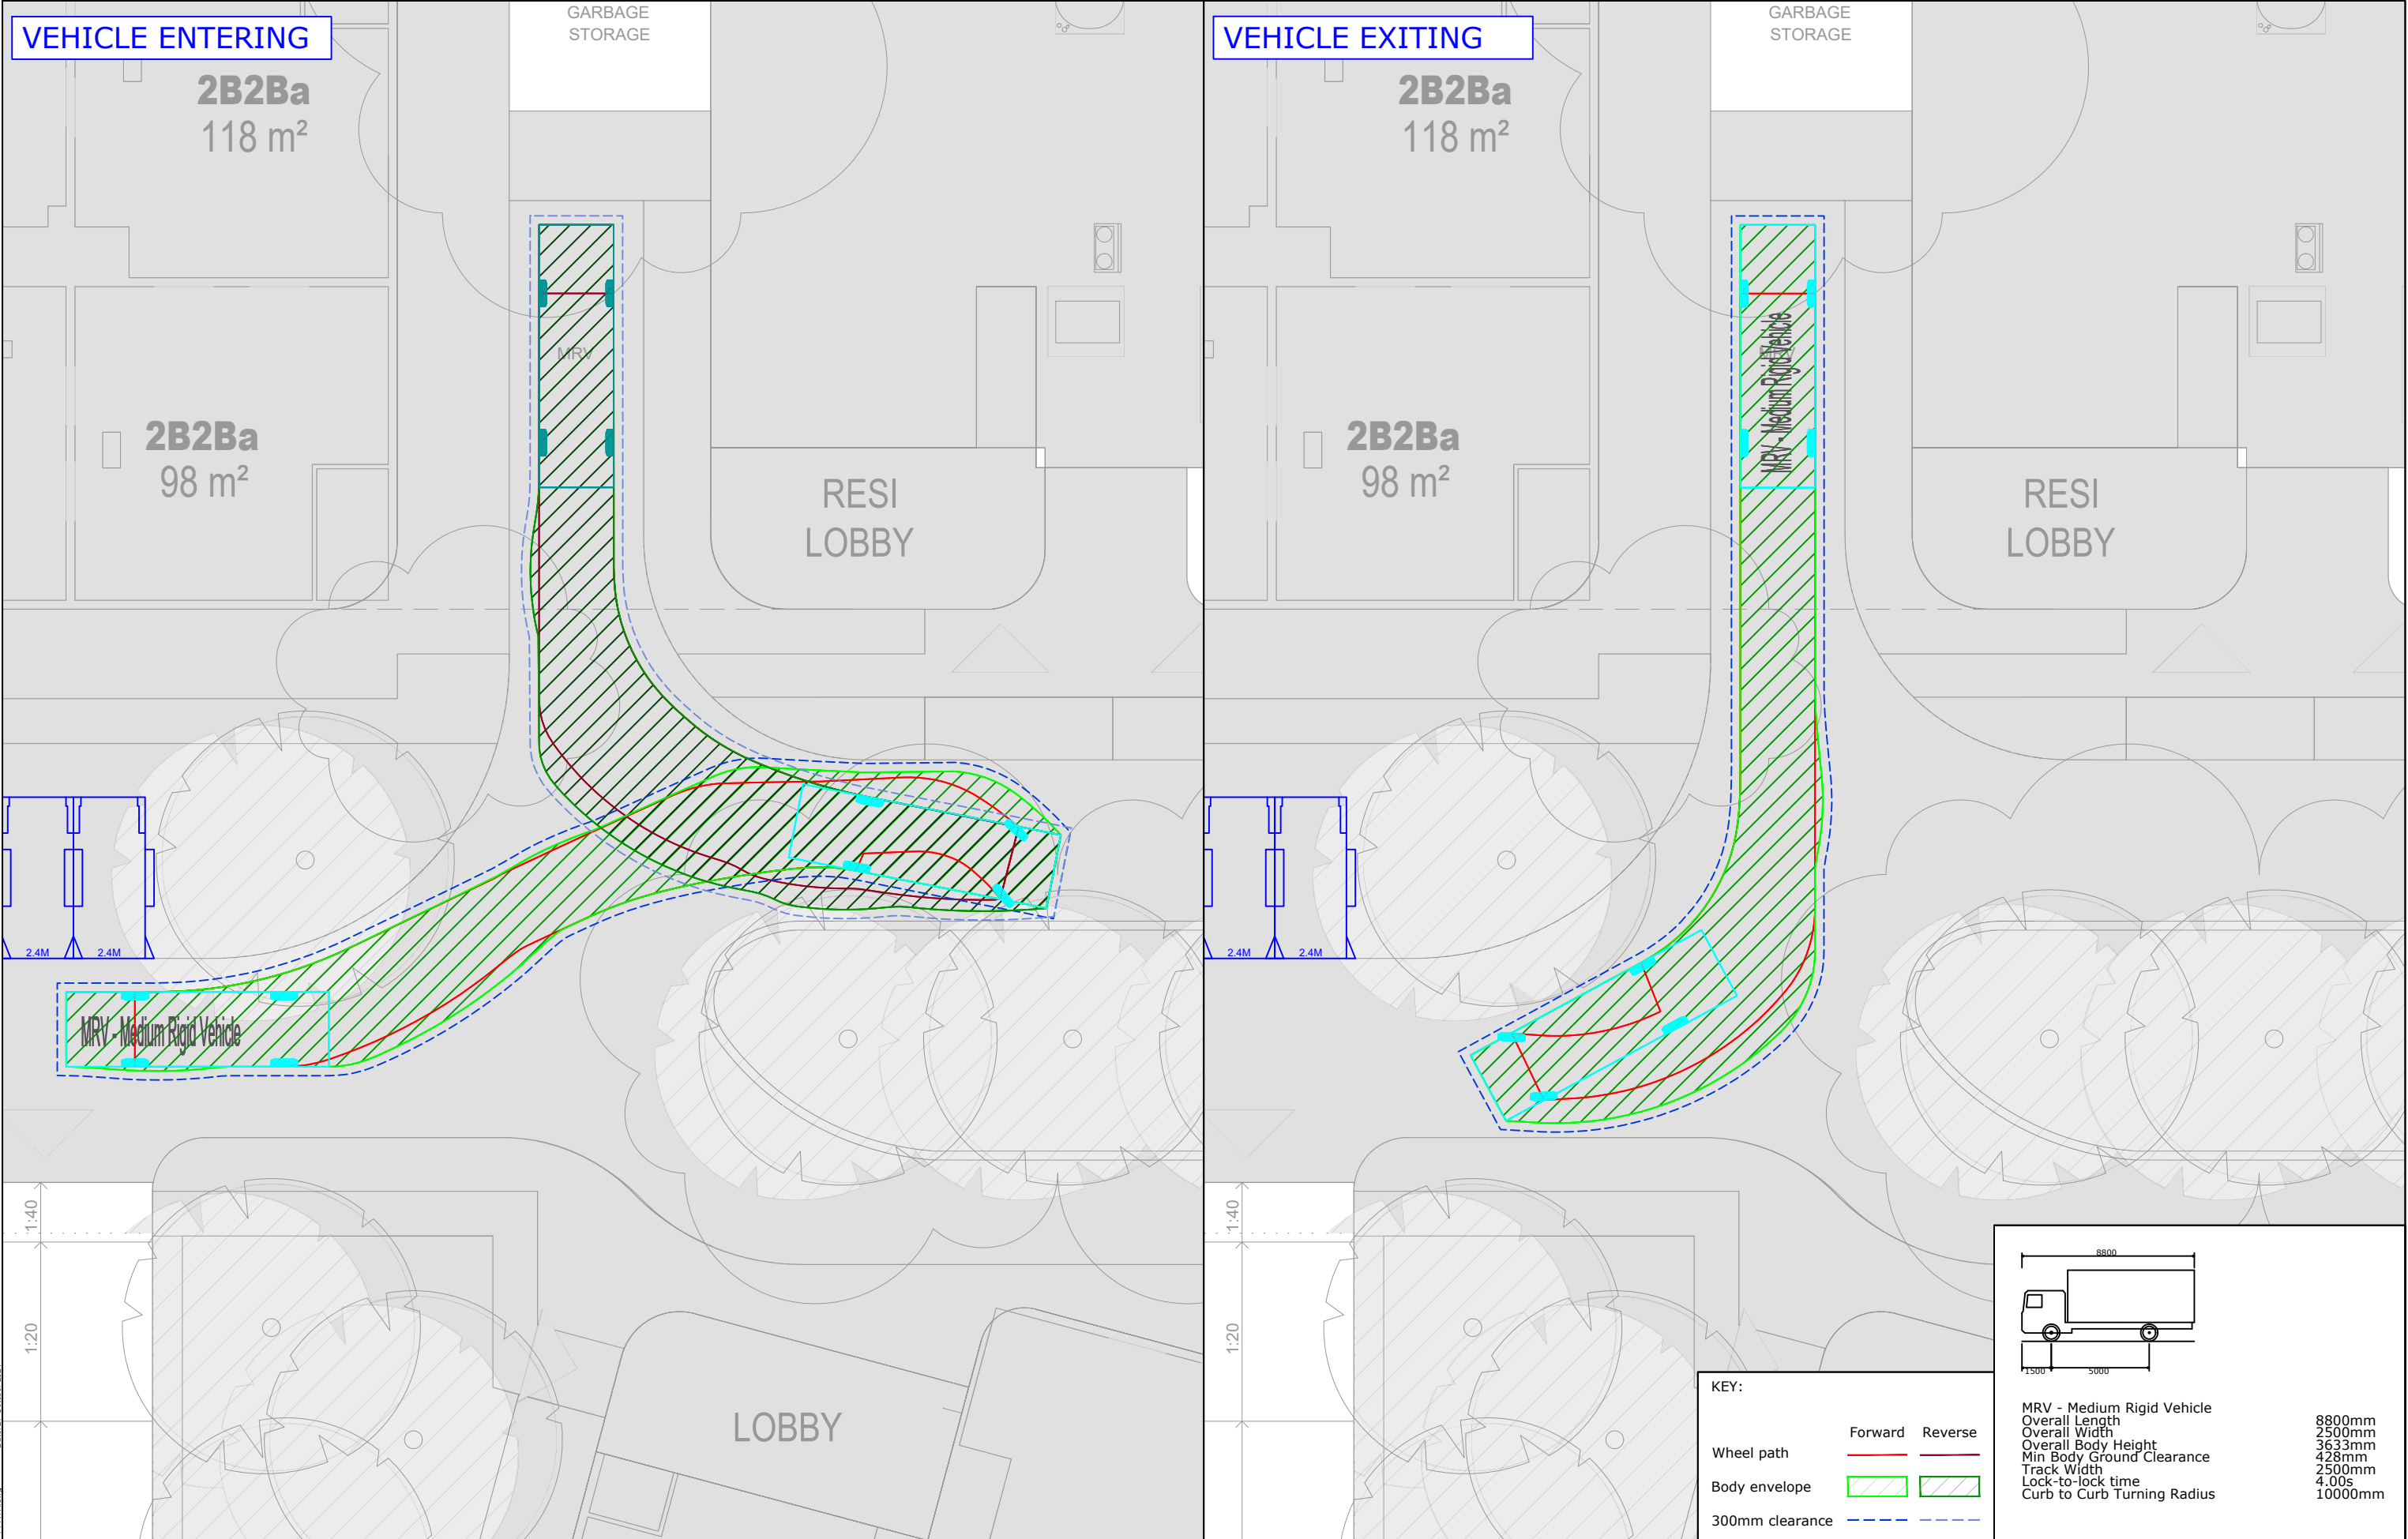 VEHICLE ENTERING
GARBAGE
STORAGE
2B2Ba
118 m²
MRV
2B2Ba
98 m²
RESI
LOBBY
2.4M
2.4M
MRV - Medium Rigid Vehicle
1:40
1:20
LOBBY
VEHICLE EXITING
GARBAGE
STORAGE
2B2Ba
118 m²
MRV
MRV - Medium Rigid Vehicle
2B2Ba
98 m²
RESI
LOBBY
2.4M
2.4M
1:40
1:20
KEY:
Forward Reverse
Wheel path
Body envelope
300mm clearance
8800
1500 5000
MRV - Medium Rigid Vehicle
Overall Length 8800mm
Overall Width 2500mm
Overall Body Height 3633mm
Min Body Ground Clearance 428mm
Track Width 2500mm
Lock-to-lock time 4.00s
Curb to Curb Turning Radius 10000mm